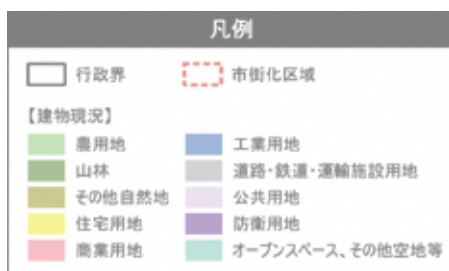 凡例
行政界 市街化区域
【建物現況】
農用地 工業用地
山林 道路・鉄道・運輸施設用地
その他自然地 公共用地
住宅用地 防衛用地
商業用地 オープンスペース、その他空地等